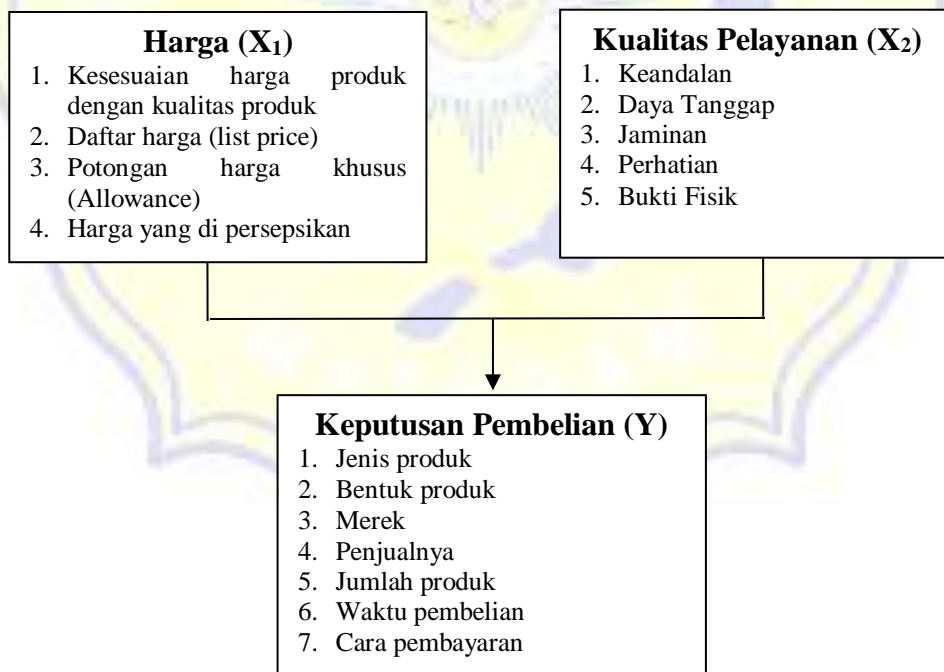 Harga (X₁)
1. Kesesuaian harga produk
dengan kualitas produk
2. Daftar harga (list price)
3. Potongan harga khusus
(Allowance)
4. Harga yang di persepsikan
Kualitas Pelayanan (X₂)
1. Keandalan
2. Daya Tanggap
3. Jaminan
4. Perhatian
5. Bukti Fisik
Keputusan Pembelian (Y)
1. Jenis produk
2. Bentuk produk
3. Merek
4. Penjualnya
5. Jumlah produk
6. Waktu pembelian
7. Cara pembayaran